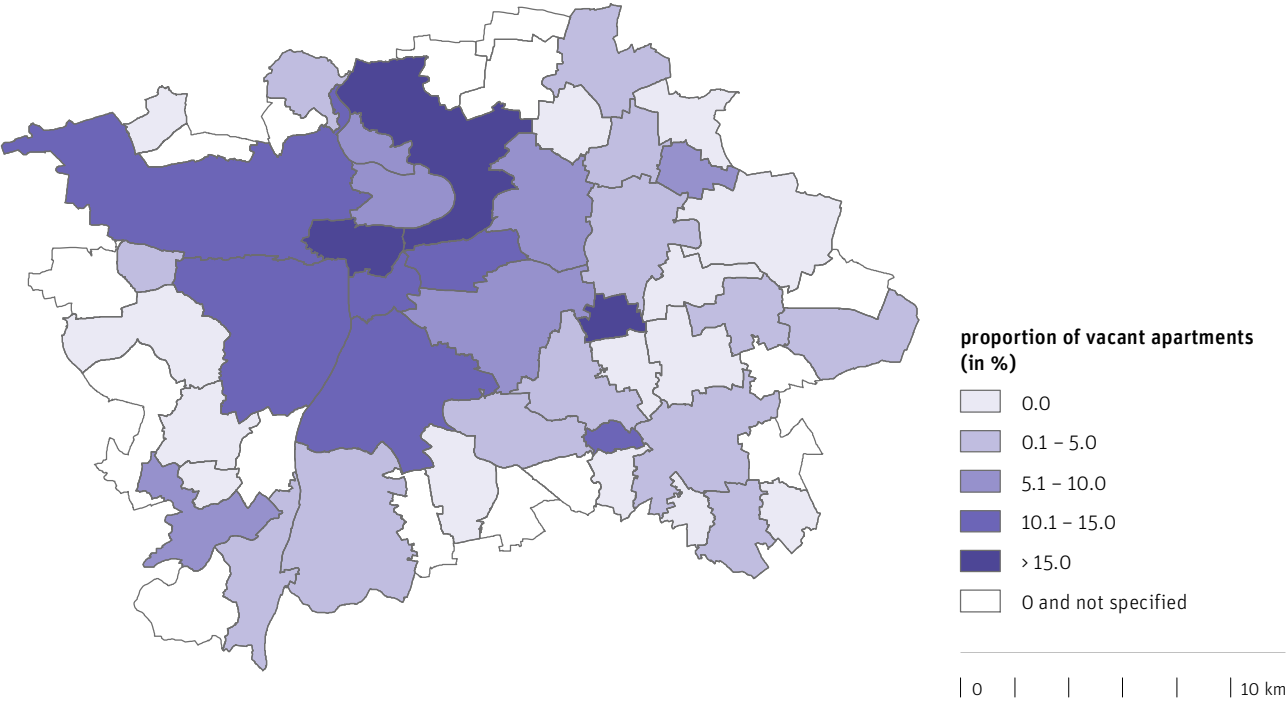 proportion of vacant apartments
(in %)
0.0
0.1 – 5.0
5.1 – 10.0
10.1 – 15.0
> 15.0
0 and not specified
0 10 km